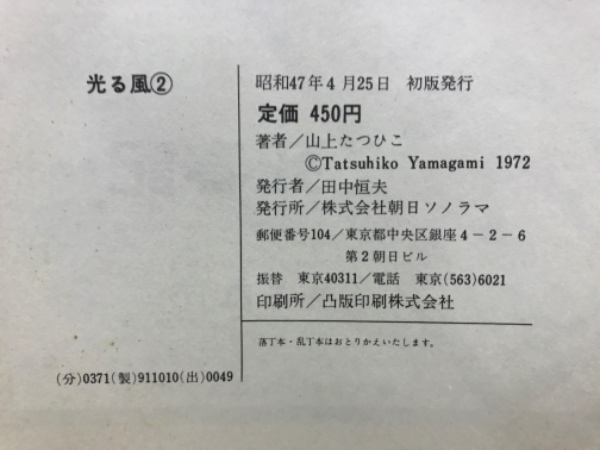 光る風②
昭和47年4月25日 初版発行
定価 450円
著者/山上たつひこ
©Tatsuhiko Yamagami 1972
発行者/田中恒夫
発行所/株式会社朝日ソノラマ
郵便番号104/東京都中央区銀座4-2-6
第2朝日ビル
振替 東京40311/電話 東京(563)6021
印刷所/凸版印刷株式会社
落丁本・乱丁本はおとりかえいたします。
(分)0371(製)911010(出)0049